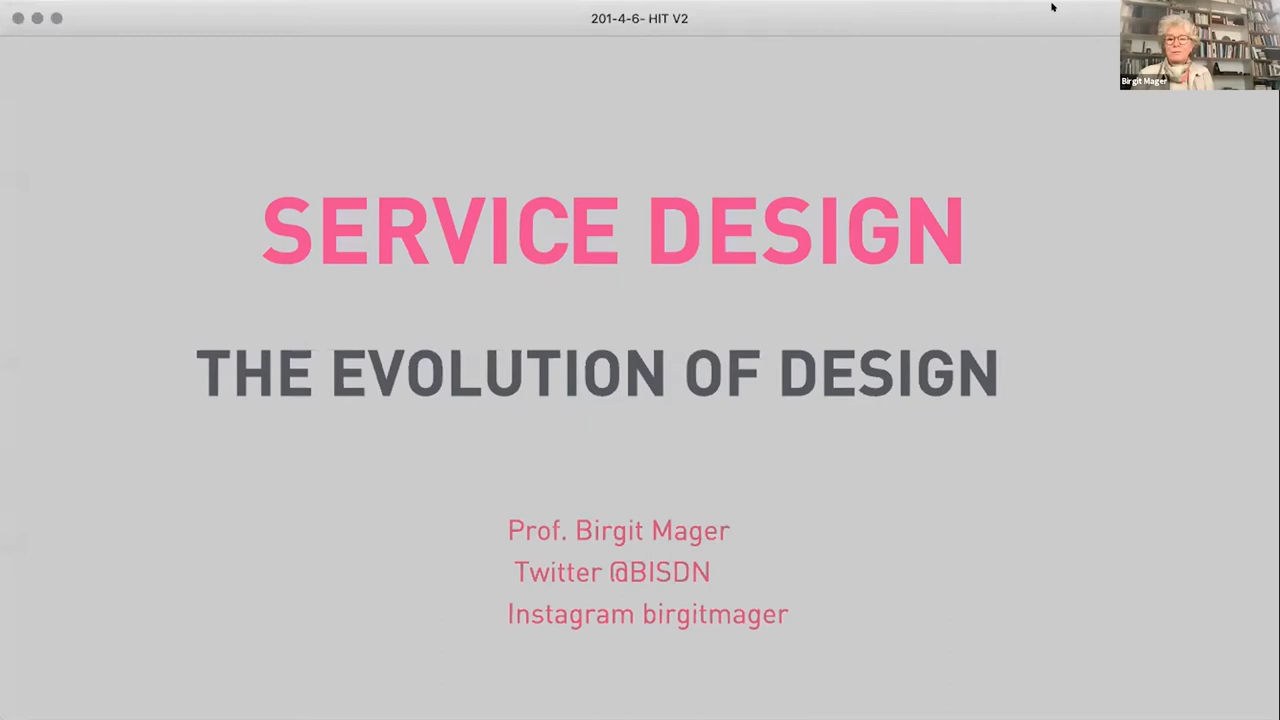 201-4-6- HIT V2
Birgit Mager
SERVICE DESIGN
THE EVOLUTION OF DESIGN
Prof. Birgit Mager
Twitter @BISDN
Instagram birgitmager